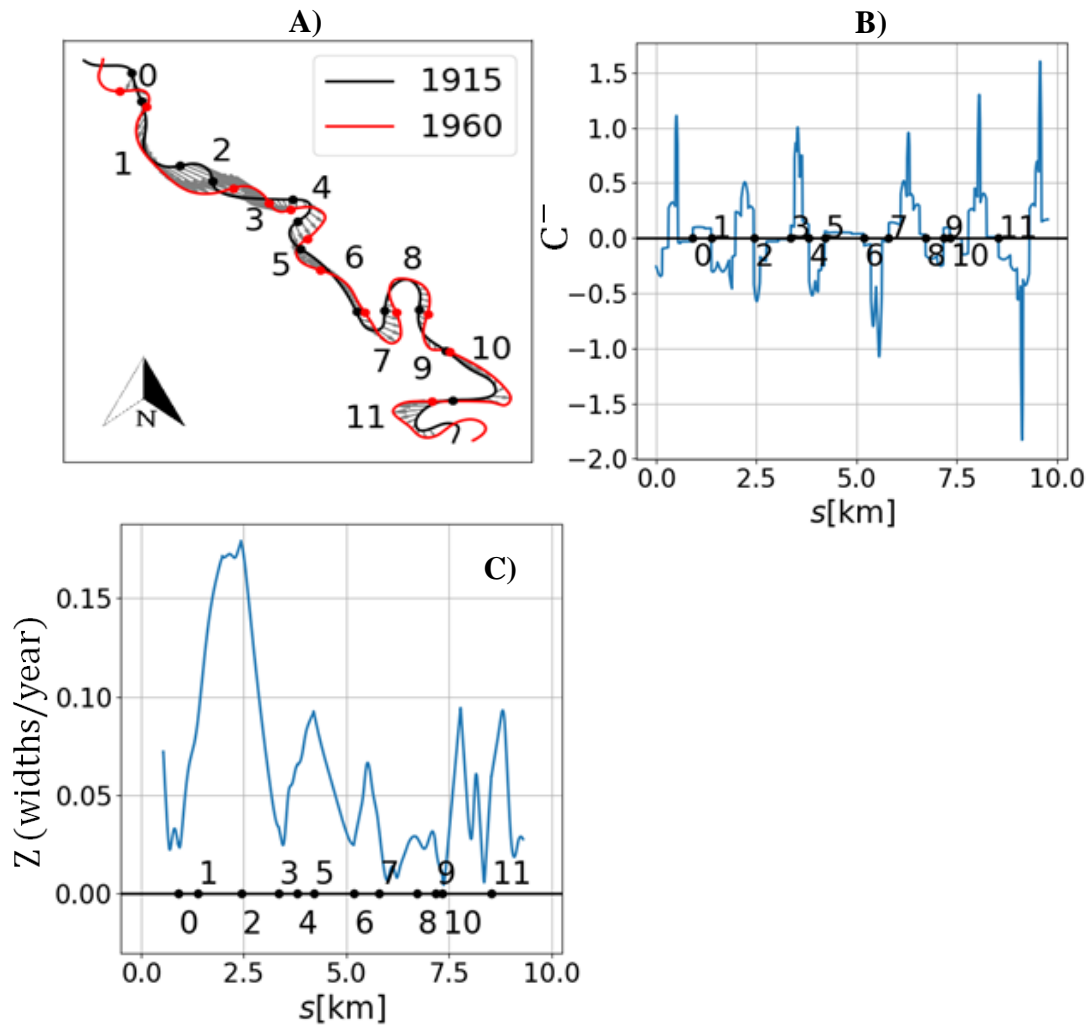 A)
1915
1960
0
1
2
3
4
5
6
7
8
9
10
11
N
B)
C⁻
1.5
1.0
0.5
0.0
−0.5
−1.0
−1.5
−2.0
1 3 5 7 9 11
0 2 4 6 8 10
0.0 2.5 5.0 7.5 10.0
s[km]
C)
Z (widths/year)
0.15
0.10
0.05
0.00
1 3 5 7 9 11
0 2 4 6 8 10
0.0 2.5 5.0 7.5 10.0
s[km]